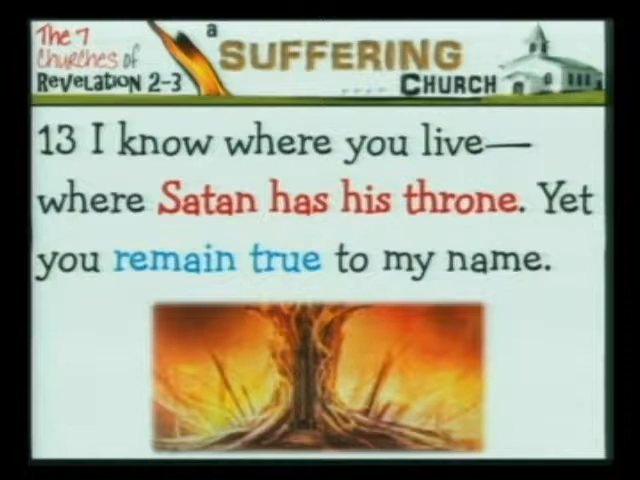 The 7
Churches of
Revelation 2-3
a
SUFFERING
CHURCH
13 I know where you live—
where Satan has his throne. Yet
you remain true to my name.